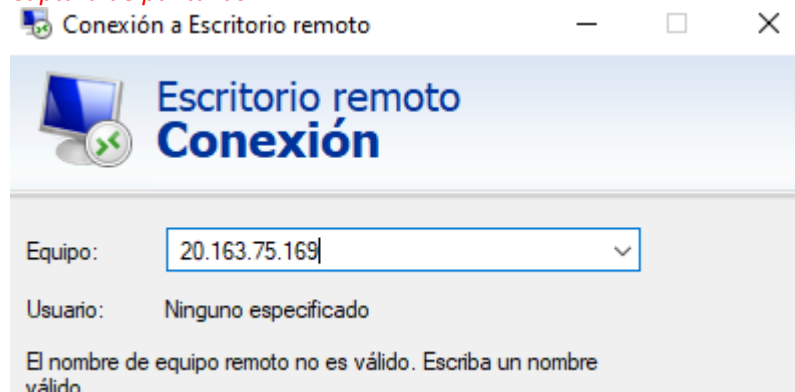 Conexión a Escritorio remoto
Escritorio remoto
Conexión
Equipo: 20.163.75.169
Usuario: Ninguno especificado
El nombre de equipo remoto no es válido. Escriba un nombre
válido.